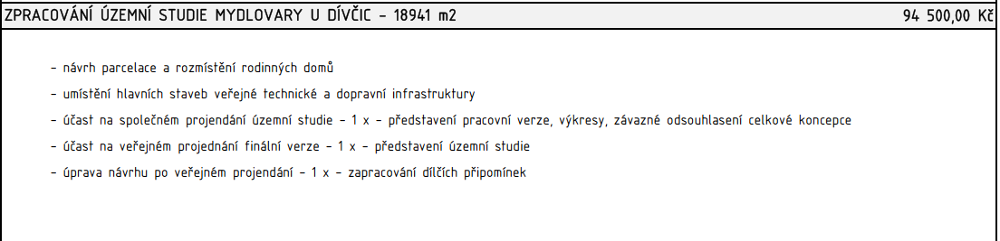 ZPRACOVÁNÍ ÚZEMNÍ STUDIE MYDLOVARY U DÍVČIC - 18941 m2 94 500,00 Kč
- návrh parcelace a rozmístění rodinných domů
- umístění hlavních staveb veřejné technické a dopravní infrastruktury
- účast na společném projendání územní studie - 1 x - představení pracovní verze, výkresy, závazné odsouhlasení celkové koncepce
- účast na veřejném projednání finální verze - 1 x - představení územní studie
- úprava návrhu po veřejném projendání - 1 x - zapracování dílčích připomínek